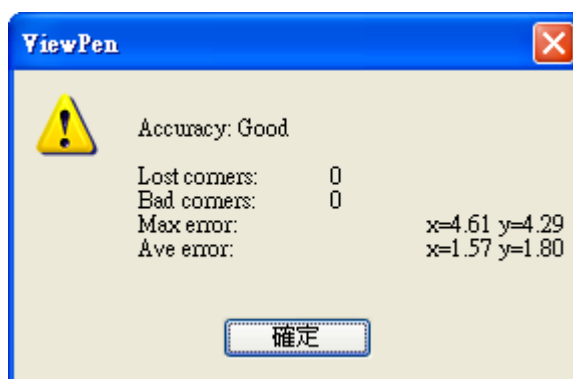 ViewPen
Accuracy: Good
Lost corners: 0
Bad corners: 0
Max error: x=4.61 y=4.29
Ave error: x=1.57 y=1.80
確定